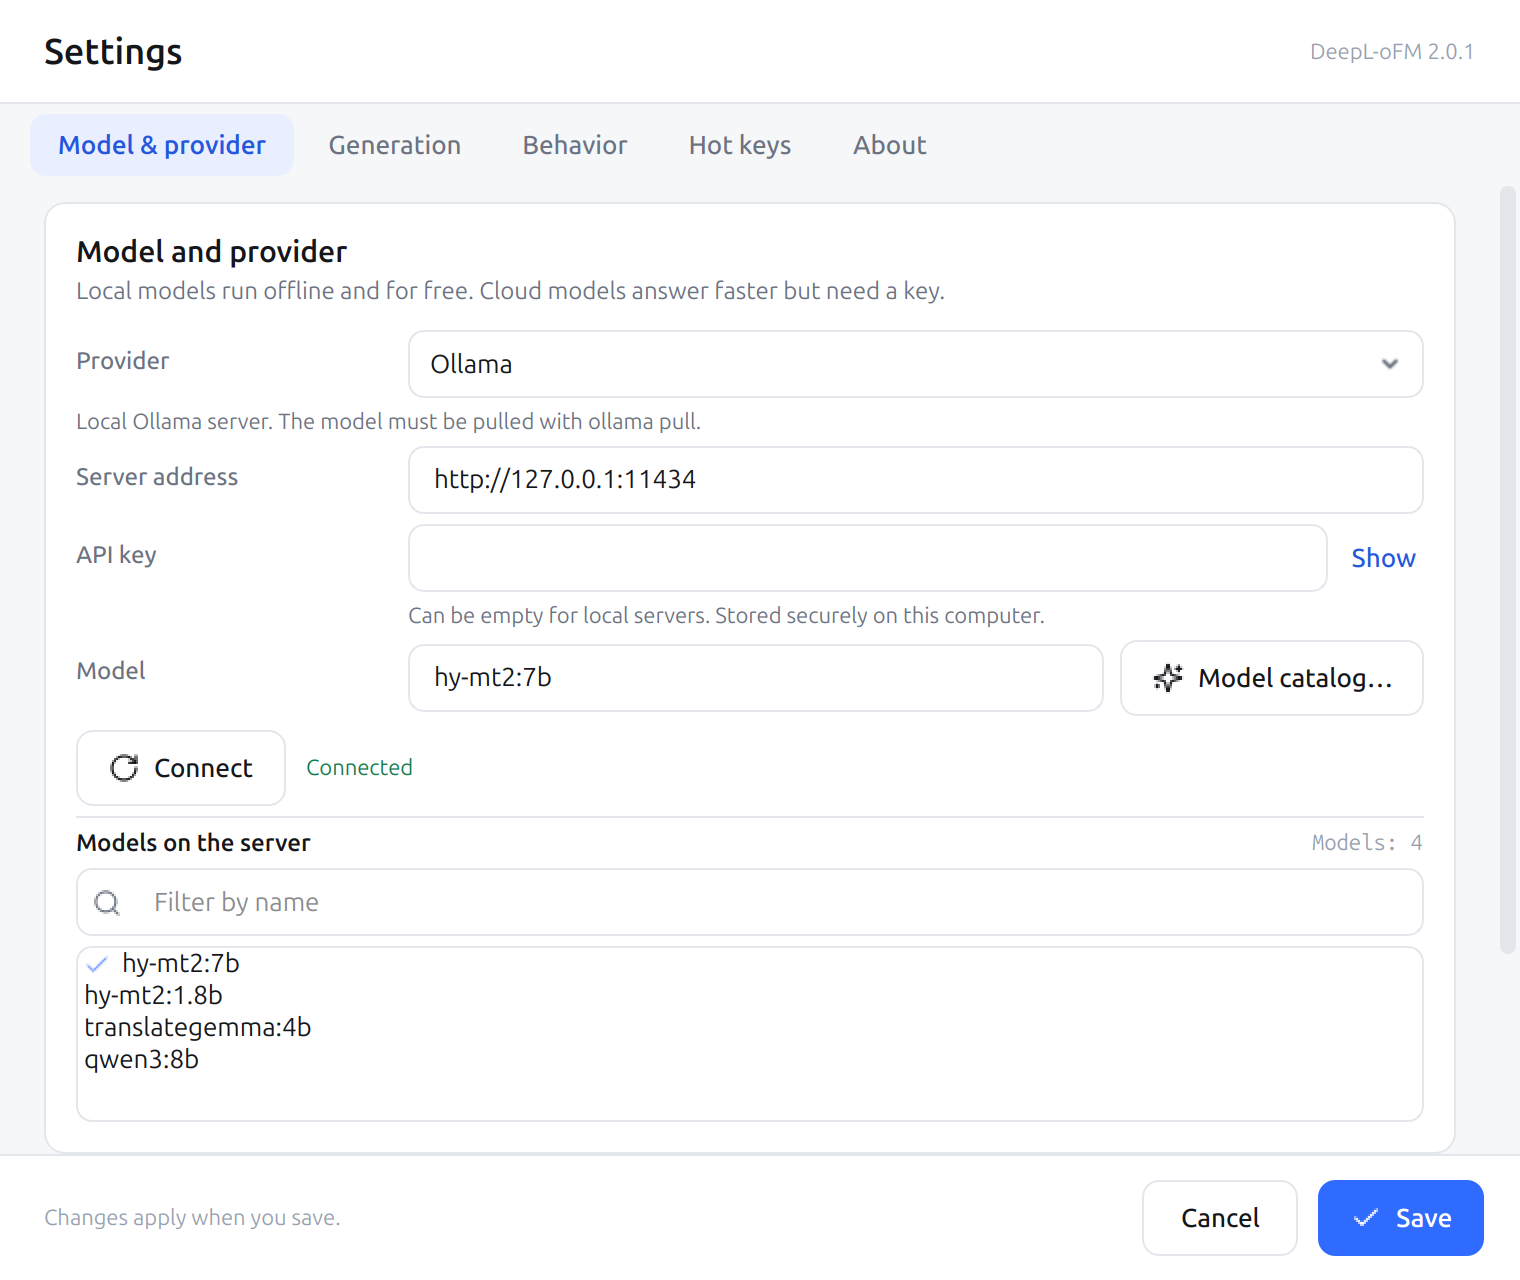 Settings
DeepL-oFM 2.0.1
Model & provider
Generation
Behavior
Hot keys
About
Model and provider
Local models run offline and for free. Cloud models answer faster but need a key.
Provider
Ollama
Local Ollama server. The model must be pulled with ollama pull.
Server address
http://127.0.0.1:11434
API key
Show
Can be empty for local servers. Stored securely on this computer.
Model
hy-mt2:7b
Model catalog...
Connect
Connected
Models on the server
Models: 4
Filter by name
hy-mt2:7b
hy-mt2:1.8b
translategemma:4b
qwen3:8b
Changes apply when you save.
Cancel
Save